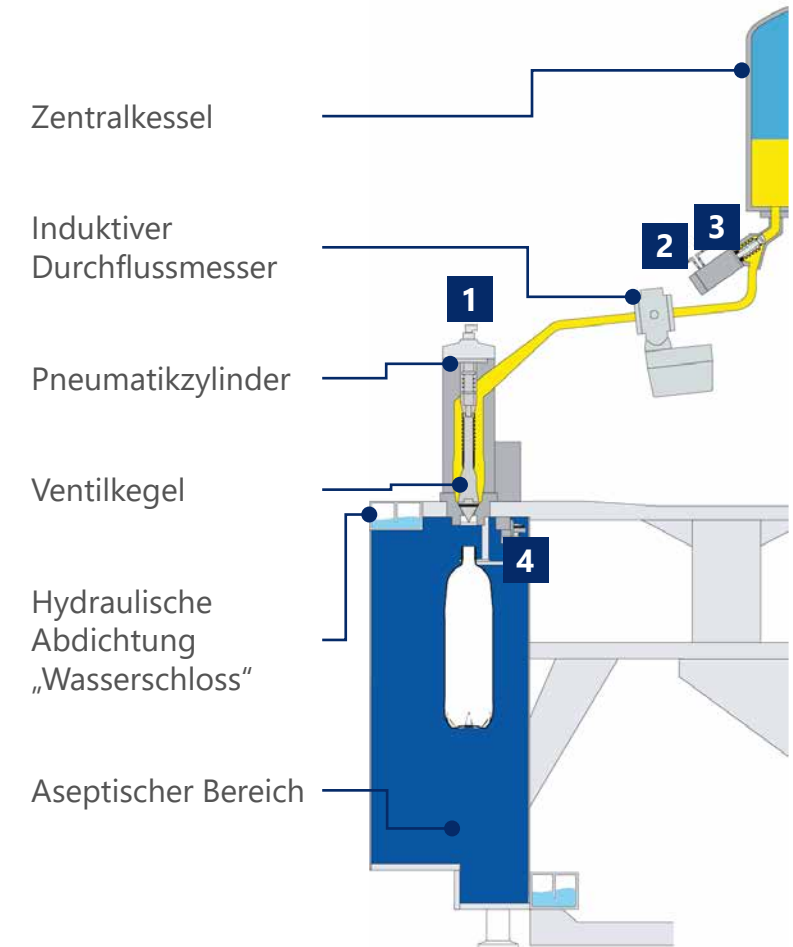 Zentralkessel
Induktiver
Durchflussmesser
3
2
1
Pneumatikzylinder
Ventilkegel
4
Hydraulische
Abdichtung
„Wasserschloss“
Aseptischer Bereich